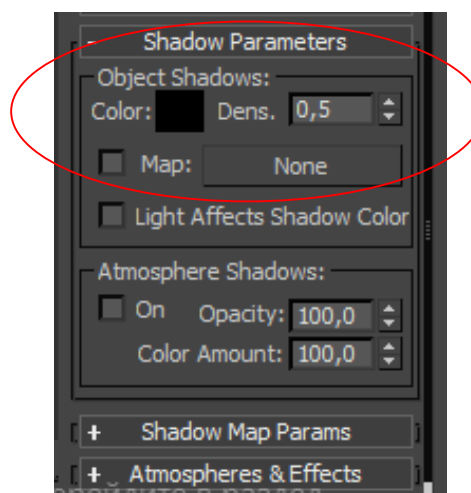 - Shadow Parameters
Object Shadows:
Color: Dens. 0,5
Map: None
Light Affects Shadow Color
Atmosphere Shadows:
On Opacity: 100,0
Color Amount: 100,0
+ Shadow Map Params
+ Atmospheres & Effects